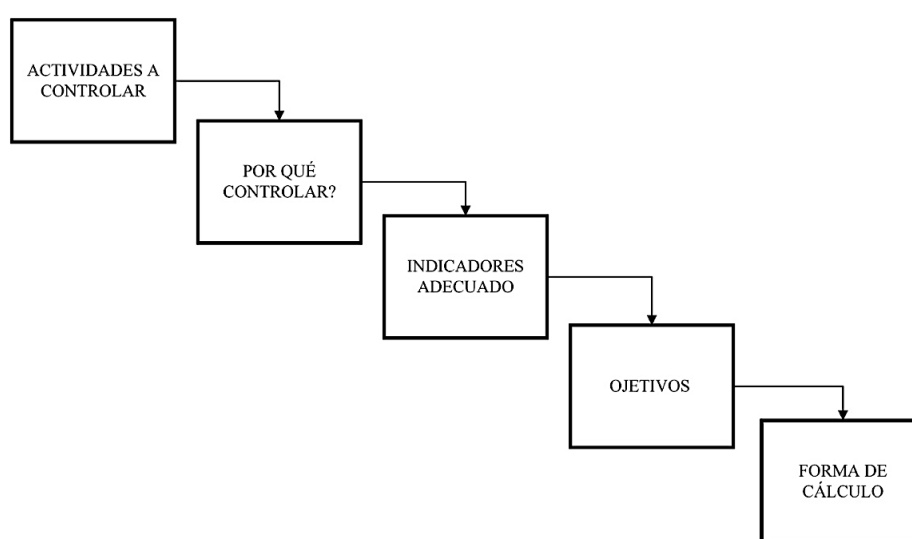 ACTIVIDADES A
CONTROLAR
POR QUÉ
CONTROLAR?
INDICADORES
ADECUADO
OJETIVOS
FORMA DE
CÁLCULO